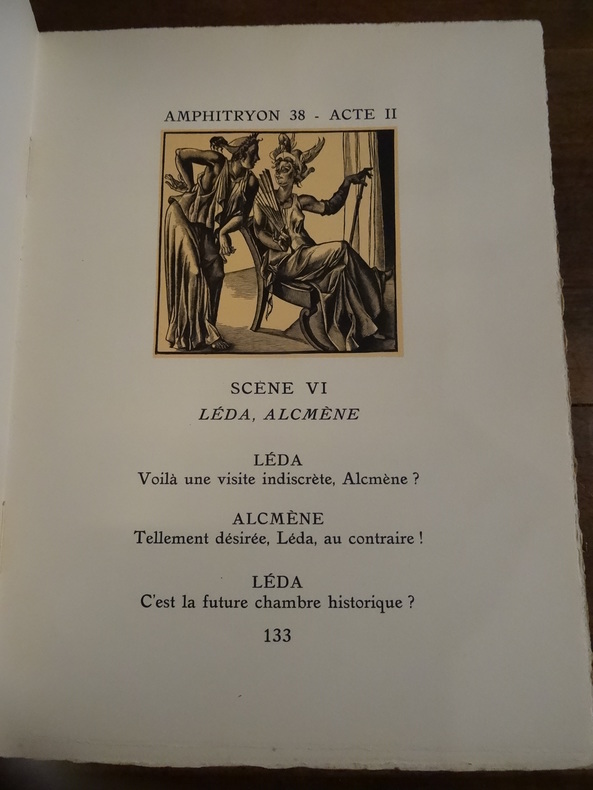 AMPHITRYON 38 - ACTE II
SCÈNE VI
LÉDA, ALCMÈNE
LÉDA
Voilà une visite indiscrète, Alcmène ?
ALCMÈNE
Tellement désirée, Léda, au contraire !
LÉDA
C'est la future chambre historique ?
133